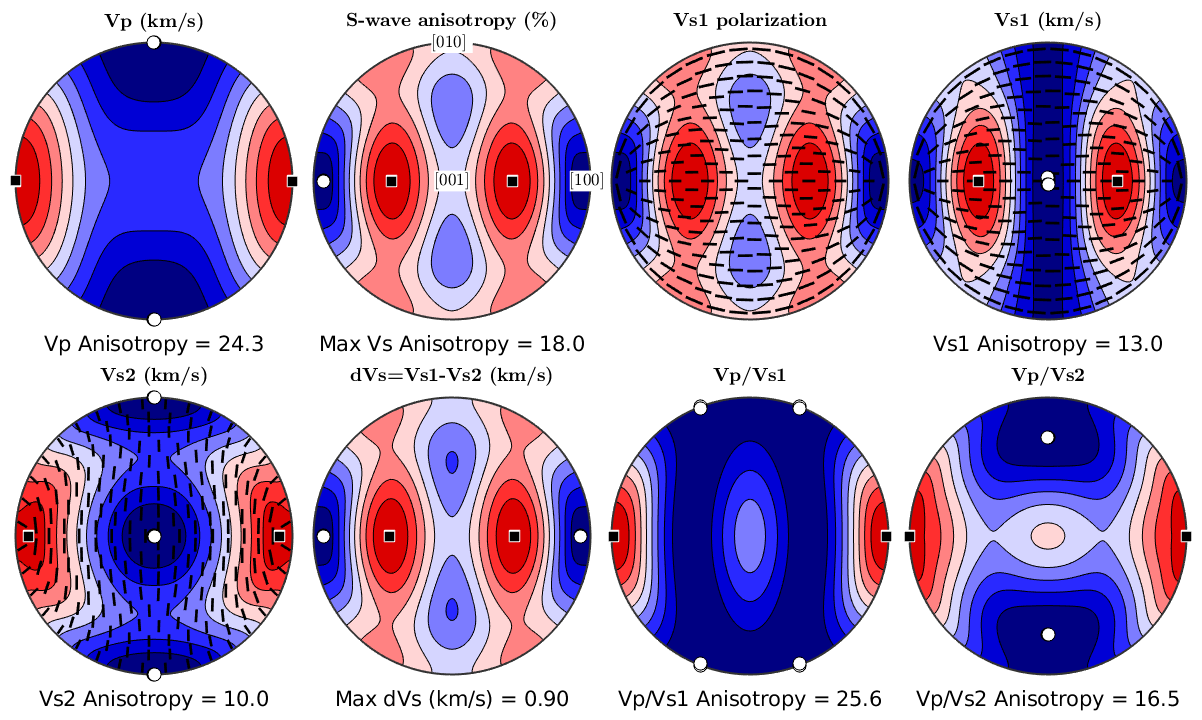 Vp (km/s)
S-wave anisotropy (%)
Vs1 polarization
Vs1 (km/s)
[010]
[001]
[100]
Vp Anisotropy = 24.3
Max Vs Anisotropy = 18.0
Vs1 Anisotropy = 13.0
Vs2 (km/s)
dVs=Vs1-Vs2 (km/s)
Vp/Vs1
Vp/Vs2
Vs2 Anisotropy = 10.0
Max dVs (km/s) = 0.90
Vp/Vs1 Anisotropy = 25.6
Vp/Vs2 Anisotropy = 16.5